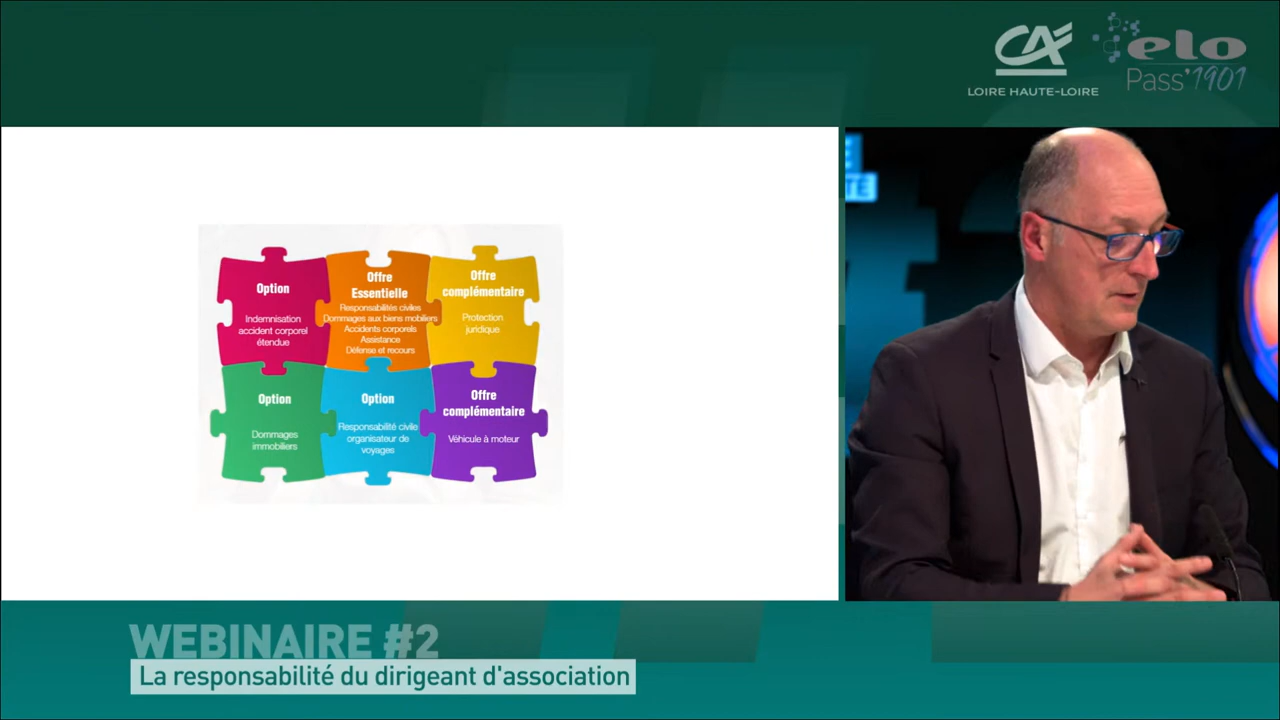 CA
LOIRE HAUTE-LOIRE
elo
Pass'1901
Option
Indemnisation
accident corporel
étendue
Offre
Essentielle
Responsabilités civiles
Dommages aux biens mobiliers
Accidents corporels
Assistance
Défense et recours
Offre
complémentaire
Protection
juridique
Option
Dommages
immobiliers
Option
Responsabilité civile
organisateur de
voyages
Offre
complémentaire
Véhicule à moteur
WEBINAIRE #2
La responsabilité du dirigeant d'association